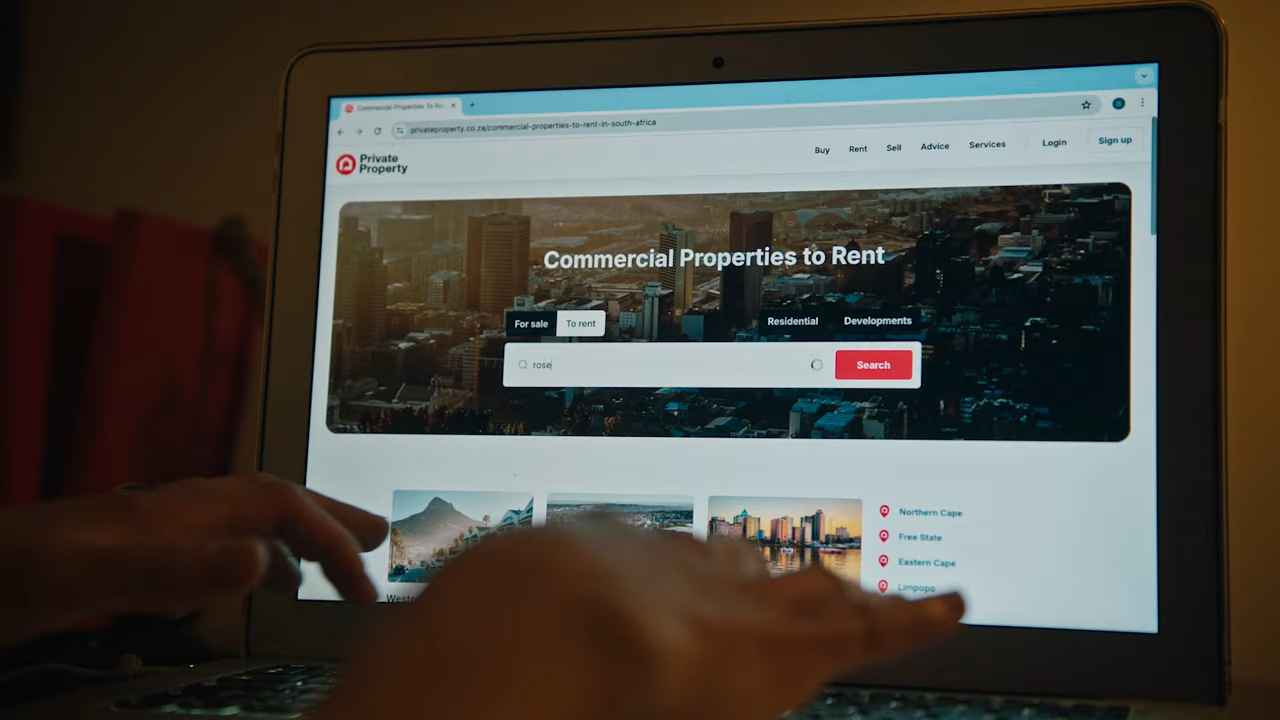 Commercial Properties To Re
privateproperty.co.za/commercial-properties-to-rent-in-south-africa
Private
Property
Buy Rent Sell Advice Services Login Sign up
Commercial Properties to Rent
For sale To rent Residential Developments
rose Search
Northern Cape
Free State
Eastern Cape
Limpopo
Weste